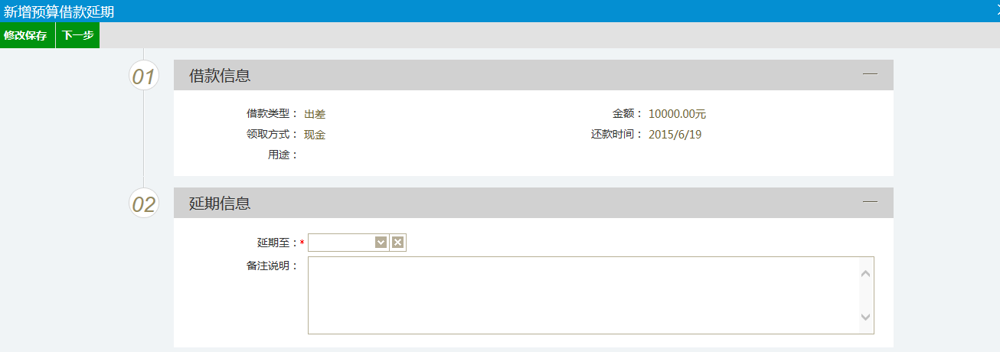 新增预算借款延期
修改保存 下一步
01 借款信息
借款类型： 出差 金额： 10000.00元
领取方式： 现金 还款时间： 2015/6/19
用途：
02 延期信息
延期至：*
备注说明：